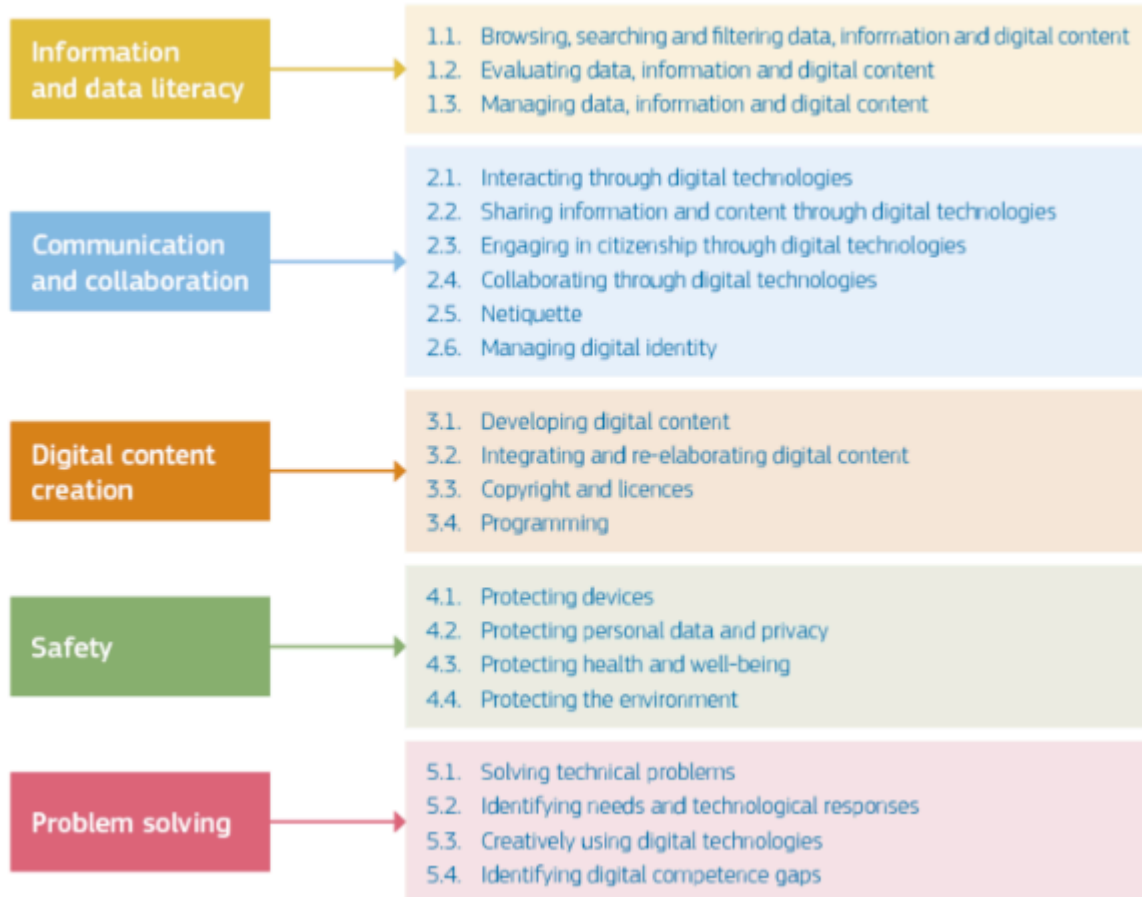 Information
and data literacy
1.1. Browsing, searching and filtering data, information and digital content
1.2. Evaluating data, information and digital content
1.3. Managing data, information and digital content
Communication
and collaboration
2.1. Interacting through digital technologies
2.2. Sharing information and content through digital technologies
2.3. Engaging in citizenship through digital technologies
2.4. Collaborating through digital technologies
2.5. Netiquette
2.6. Managing digital identity
Digital content
creation
3.1. Developing digital content
3.2. Integrating and re-elaborating digital content
3.3. Copyright and licences
3.4. Programming
Safety
4.1. Protecting devices
4.2. Protecting personal data and privacy
4.3. Protecting health and well-being
4.4. Protecting the environment
Problem solving
5.1. Solving technical problems
5.2. Identifying needs and technological responses
5.3. Creatively using digital technologies
5.4. Identifying digital competence gaps